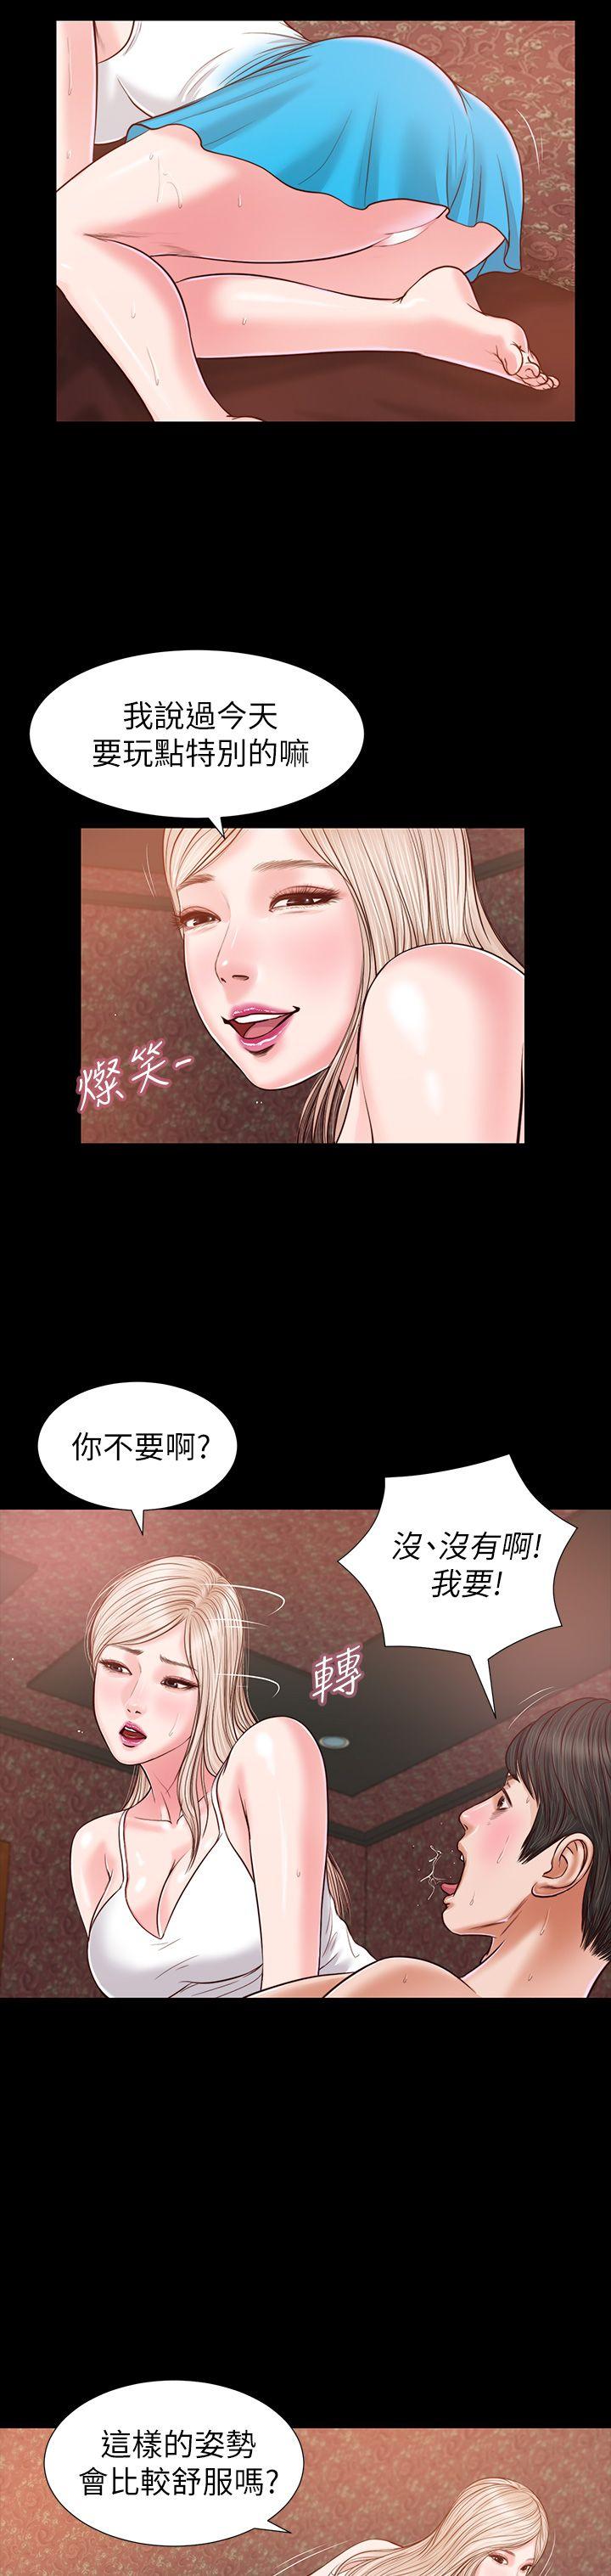 我說過今天
要玩點特別的嘛
燦笑-
你不要啊?
沒、沒有啊!
我要!
轉
這樣的姿勢
會比較舒服嗎?